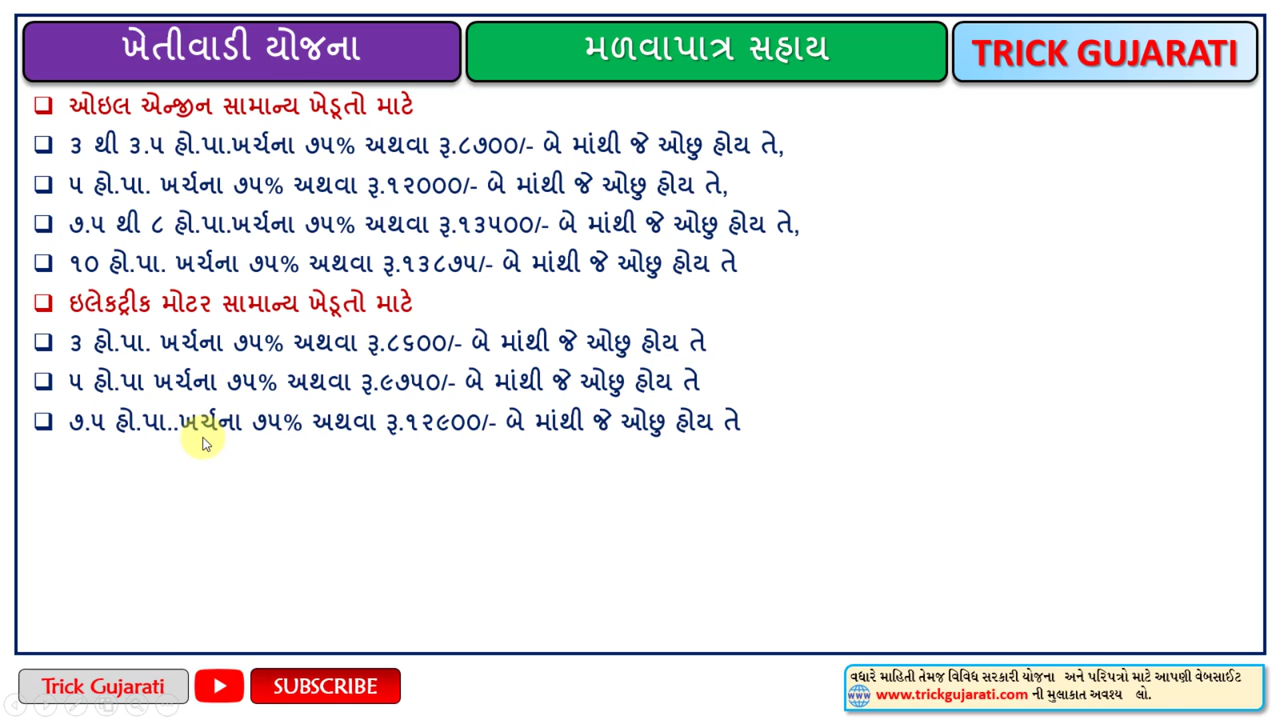 ખેતીવાડી યોજના
મળવાપાત્ર સહાય
TRICK GUJARATI
ઓઇલ એન્જીન સામાન્ય ખેડૂતો માટે
૩ થી ૩.૫ હો.પા.ખર્ચના ૭૫% અથવા રૂ.૮૭૦૦/- બે માંથી જે ઓછુ હોય તે,
૫ હો.પા. ખર્ચના ૭૫% અથવા રૂ.૧૨૦૦૦/- બે માંથી જે ઓછુ હોય તે,
૭.૫ થી ૮ હો.પા.ખર્ચના ૭૫% અથવા રૂ.૧૩૫૦૦/- બે માંથી જે ઓછુ હોય તે,
૧૦ હો.પા. ખર્ચના ૭૫% અથવા રૂ.૧૩૮૭૫/- બે માંથી જે ઓછુ હોય તે
ઇલેકટ્રીક મોટર સામાન્ય ખેડૂતો માટે
૩ હો.પા. ખર્ચના ૭૫% અથવા રૂ.૮૬૦૦/- બે માંથી જે ઓછુ હોય તે
૫ હો.પા ખર્ચના ૭૫% અથવા રૂ.૯૭૫૦/- બે માંથી જે ઓછુ હોય તે
૭.૫ હો.પા..ખર્ચના ૭૫% અથવા રૂ.૧૨૯૦૦/- બે માંથી જે ઓછુ હોય તે
Trick Gujarati
SUBSCRIBE
વધારે માહિતી તેમજ વિવિધ સરકારી યોજના અને પરિપત્રો માટે આપણી વેબસાઈટ
WWW www.trickgujarati.com ની મુલાકાત અવશ્ય લો.